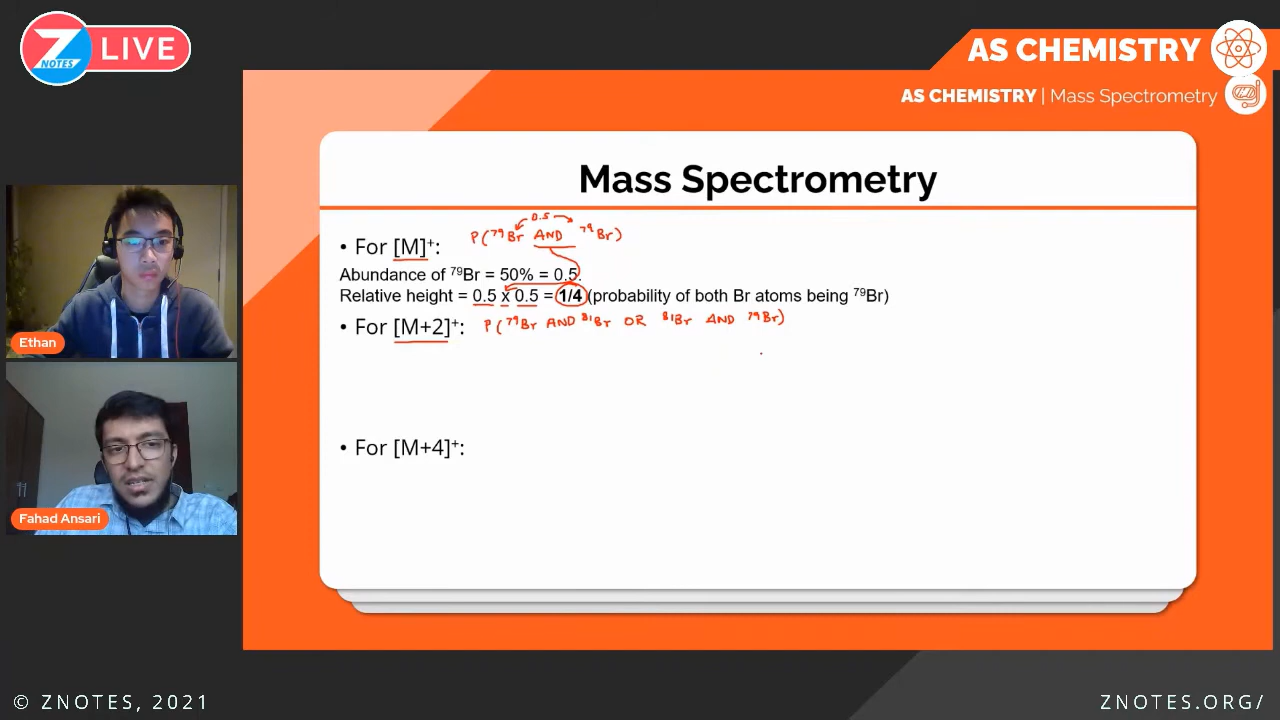 Z NOTES LIVE
AS CHEMISTRY
AS CHEMISTRY | Mass Spectrometry
Mass Spectrometry
0.5
P(⁷⁹Br AND ⁷⁹Br)
• For [M]⁺:
Abundance of ⁷⁹Br = 50% = 0.5.
Relative height = 0.5 x 0.5 = 1/4 (probability of both Br atoms being ⁷⁹Br)
• For [M+2]⁺: P(⁷⁹Br AND ⁸¹Br OR ⁸¹Br AND ⁷⁹Br)
Ethan
• For [M+4]⁺:
Fahad Ansari
© ZNOTES, 2021
ZNOTES.ORG/